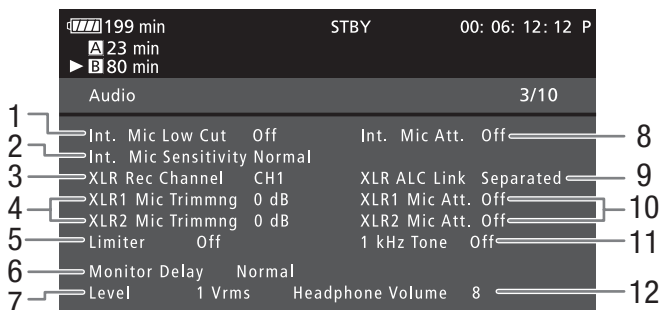 199 min STBY 00: 06: 12: 12 P
A 23 min
B 80 min
Audio 3/10
1 Int. Mic Low Cut Off Int. Mic Att. Off 8
2 Int. Mic Sensitivity Normal
3 XLR Rec Channel CH1 XLR ALC Link Separated 9
4 XLR1 Mic Trimmng 0 dB XLR1 Mic Att. Off 10
XLR2 Mic Trimmng 0 dB XLR2 Mic Att. Off
5 Limiter Off 1 kHz Tone Off 11
6 Monitor Delay Normal
7 Level 1 Vrms Headphone Volume 8 12